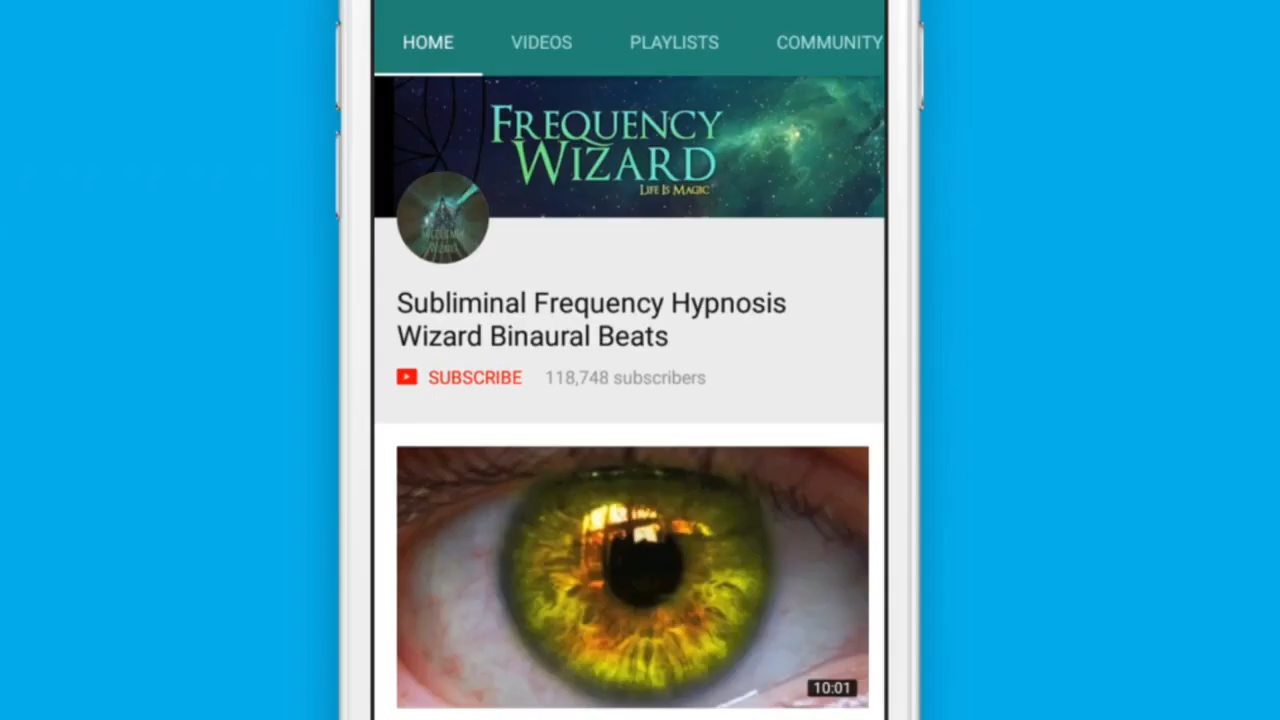 HOME VIDEOS PLAYLISTS COMMUNITY
FREQUENCY
WIZARD
LIFE IS MAGIC
Subliminal Frequency Hypnosis
Wizard Binaural Beats
SUBSCRIBE 118,748 subscribers
10:01